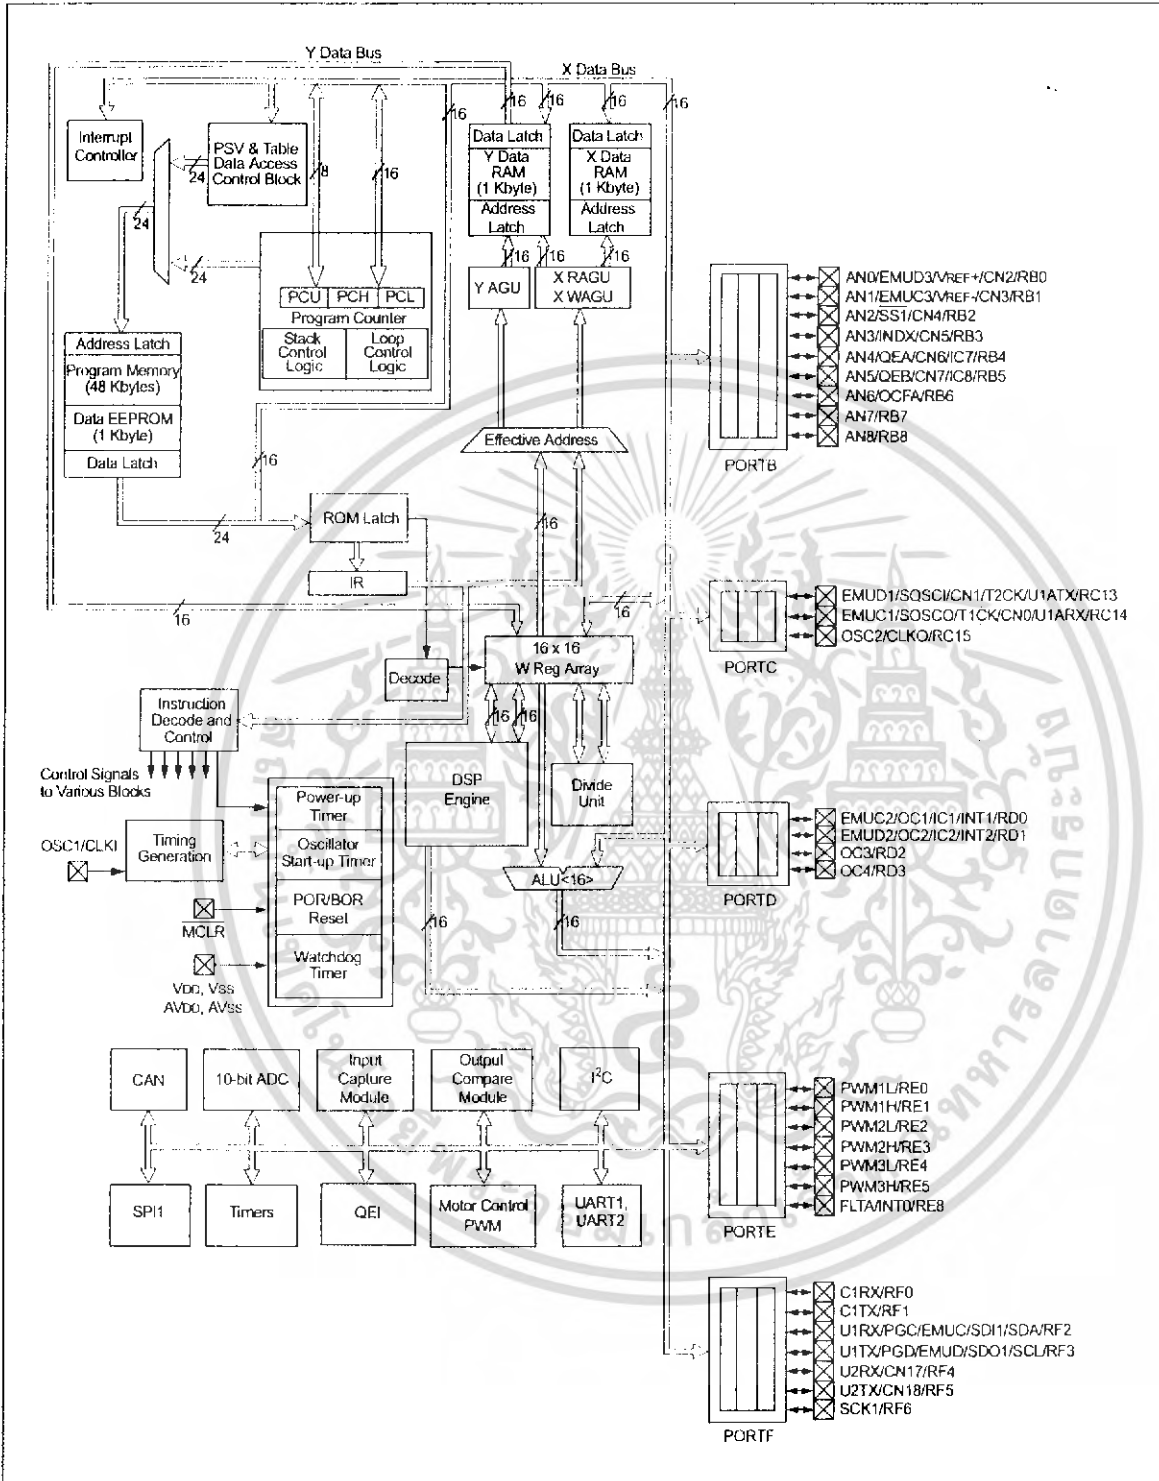 Y Data Bus
X Data Bus
16
16
16
16
16
Interrupt
Controller
PSV & Table
Data Access
Control Block
24
24
8
16
24
Data Latch
Y Data
RAM
(1 Kbyte)
Address
Latch
Data Latch
X Data
RAM
(1 Kbyte)
Address
Latch
16
16
16
Y AGU
X RAGU
X WAGU
PCU
PCH
PCL
Program Counter
Stack
Control
Logic
Loop
Control
Logic
Address Latch
Program Memory
(48 Kbytes)
Data EEPROM
(1 Kbyte)
Data Latch
16
24
Effective Address
16
ROM Latch
IR
16
16
16 x 16
W Reg Array
Decode
Instruction
Decode and
Control
Control Signals
to Various Blocks
16
16
DSP
Engine
Divide
Unit
OSC1/CLKI
Timing
Generation
Power-up
Timer
Oscillator
Start-up Timer
POR/BOR
Reset
Watchdog
Timer
MCLR
VDD, VSS
AVDD, AVSS
ALU<16>
16
16
CAN
10-bit ADC
Input
Capture
Module
Output
Compare
Module
I²C
SPI1
Timers
QEI
Motor Control
PWM
UART1,
UART2
AN0/EMUD3/VREF+/CN2/RB0
AN1/EMUC3/VREF-/CN3/RB1
AN2/SS1/CN4/RB2
AN3/INDX/CN5/RB3
AN4/QEA/CN6/IC7/RB4
AN5/QEB/CN7/IC8/RB5
AN6/OCFA/RB6
AN7/RB7
AN8/RB8
PORTB
EMUD1/SOSCI/CN1/T2CK/U1ATX/RC13
EMUC1/SOSCO/T1CK/CN0/U1ARX/RC14
OSC2/CLKO/RC15
PORTC
EMUC2/OC1/IC1/INT1/RD0
EMUD2/OC2/IC2/INT2/RD1
OC3/RD2
OC4/RD3
PORTD
PWM1L/RE0
PWM1H/RE1
PWM2L/RE2
PWM2H/RE3
PWM3L/RE4
PWM3H/RE5
FLTA/INT0/RE8
PORTE
C1RX/RF0
C1TX/RF1
U1RX/PGC/EMUC/SDI1/SDA/RF2
U1TX/PGD/EMUD/SDO1/SCL/RF3
U2RX/CN17/RF4
U2TX/CN18/RF5
SCK1/RF6
PORTF